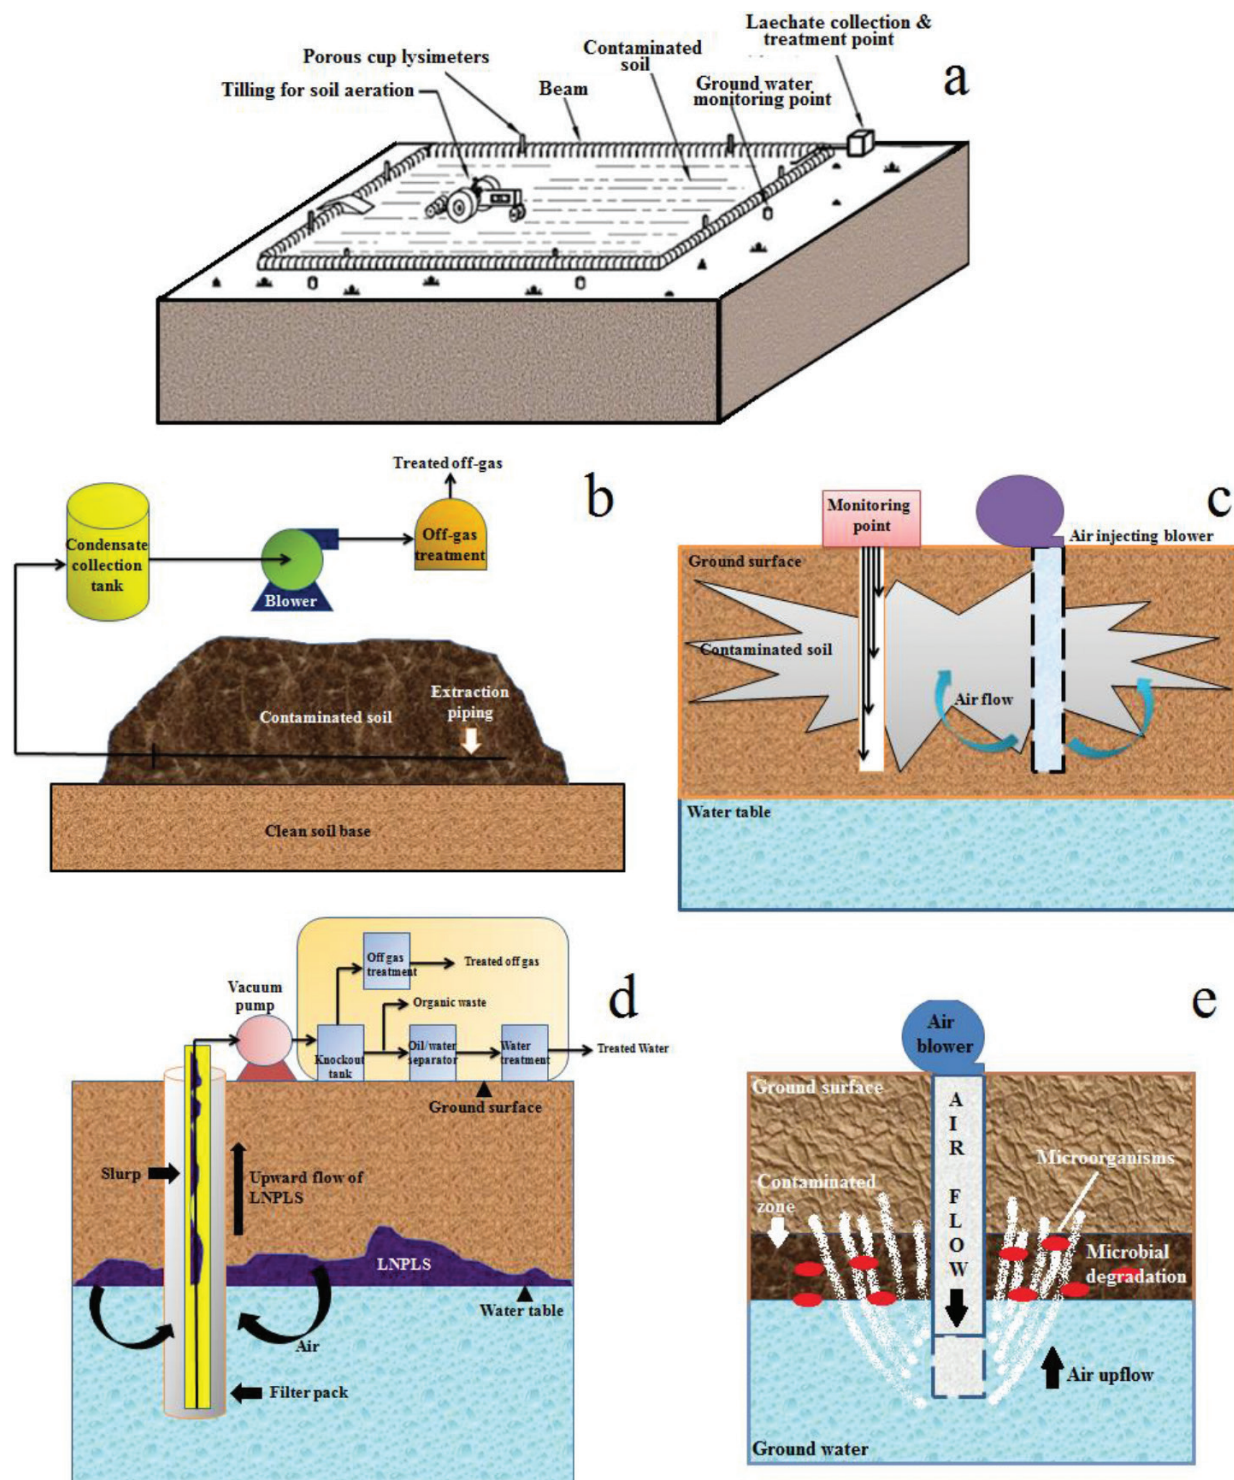 Laechate collection &
treatment point
Contaminated
soil
Porous cup lysimeters
Tilling for soil aeration
Beam
Ground water
monitoring point
a
Treated off-gas
b
Condensate
collection
tank
Off-gas
treatment
Blower
Extraction
piping
Contaminated soil
Clean soil base
Monitoring
point
c
Air injecting blower
Ground surface
Contaminated soil
Air flow
Water table
Off gas
treatment
Treated off gas
d
Vacuum
pump
Organic waste
Knockout
tank
Oil/water
separator
Water
treatment
Treated Water
Ground surface
Slurp
Upward flow of
LNPLS
LNPLS
Water table
Air
Filter pack
e
Air
blower
Ground surface
A
I
R
F
L
O
W
Microorganisms
Contaminated
zone
Microbial
degradation
Air upflow
Ground water